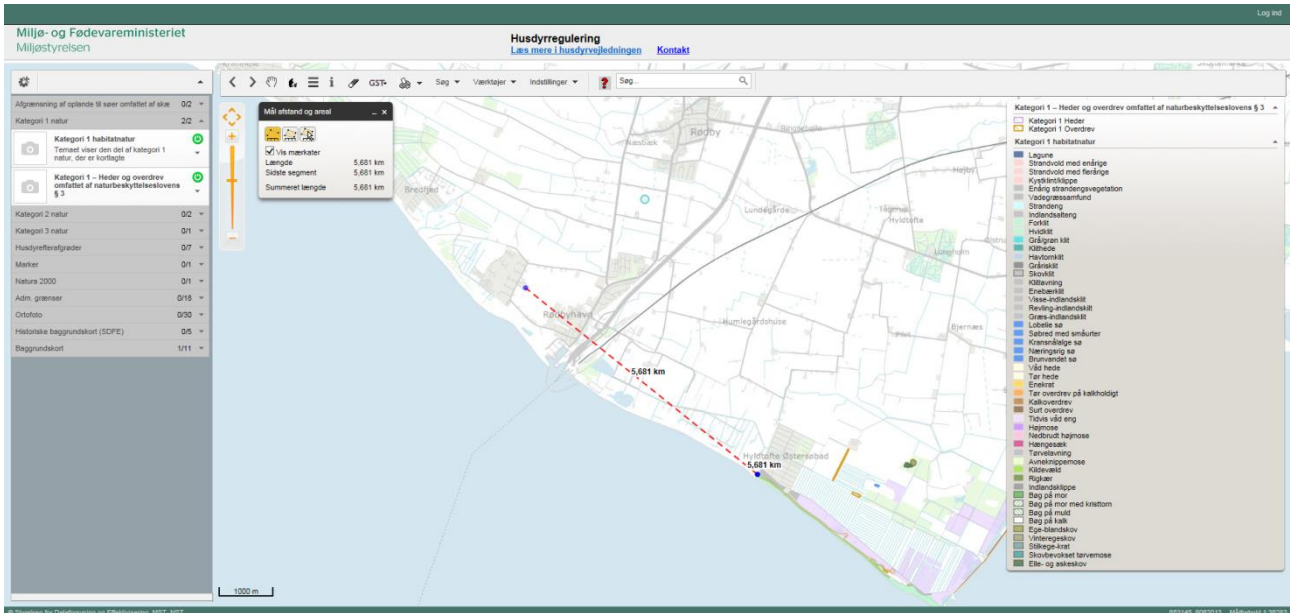 Log ind
Miljø- og Fødevareministeriet
Miljøstyrelsen
Husdyrregulering
Læs mere i husdyrvejledningen Kontakt
GST
Søg
Værktøjer
Indstillinger
?
Søg...
Afgrænsning af oplande til søer omfattet af skæ 0/2
Kategori 1 natur 2/2
Kategori 1 habitatnatur
Temaet viser den del af kategori 1
natur, der er kortlagte
Kategori 1 – Heder og overdrev
omfattet af naturbeskyttelseslovens
§ 3
Kategori 2 natur 0/2
Kategori 3 natur 0/1
Husdyrefterafgrøder 0/7
Marker 0/1
Natura 2000 0/1
Adm. grænser 0/18
Ortofoto 0/30
Historiske baggrundskort (SDFE) 0/5
Baggrundskort 1/11
Mål afstand og areal
Vis mærkater
Længde 5,681 km
Sidste segment 5,681 km
Summeret længde 5,681 km
Rødby
Næsbæk
Bredfjed
Højby
Lundegårde
Tågerup
Hyldtofte
Lungholm
Rødbyhavn
Humlegårdshuse
Bjernæs
5,681 km
Hyldtofte Østersøbad
5,681 km
1000 m
Kategori 1 – Heder og overdrev omfattet af naturbeskyttelseslovens § 3
Kategori 1 Heder
Kategori 1 Overdrev
Kategori 1 habitatnatur
Lagune
Strandvold med enårige
Strandvold med flerårige
Kystklint/klippe
Enårig strandengsvegetation
Vadegræssamfund
Strandeng
Indlandssalteng
Forklit
Hvidklit
Grå/grøn klit
Klithede
Havtornklit
Grårisklit
Skovklit
Klitlavning
Enebærklit
Visse-indlandsklit
Revling-indlandsklit
Græs-indlandsklit
Lobelie sø
Søbred med småurter
Kransnålalge sø
Næringsrig sø
Brunvandet sø
Våd hede
Tør hede
Enekrat
Tør overdrev på kalkholdigt
Kalkoverdrev
Surt overdrev
Tidvis våd eng
Højmose
Nedbrudt højmose
Hængesæk
Tørvelavning
Avneknippemose
Kildevæld
Rigkær
Indlandsklippe
Bøg på mor
Bøg på mor med kristtorn
Bøg på muld
Bøg på kalk
Ege-blandskov
Vinteregeskov
Stilkege-krat
Skovbevokset tørvemose
Elle- og askeskov